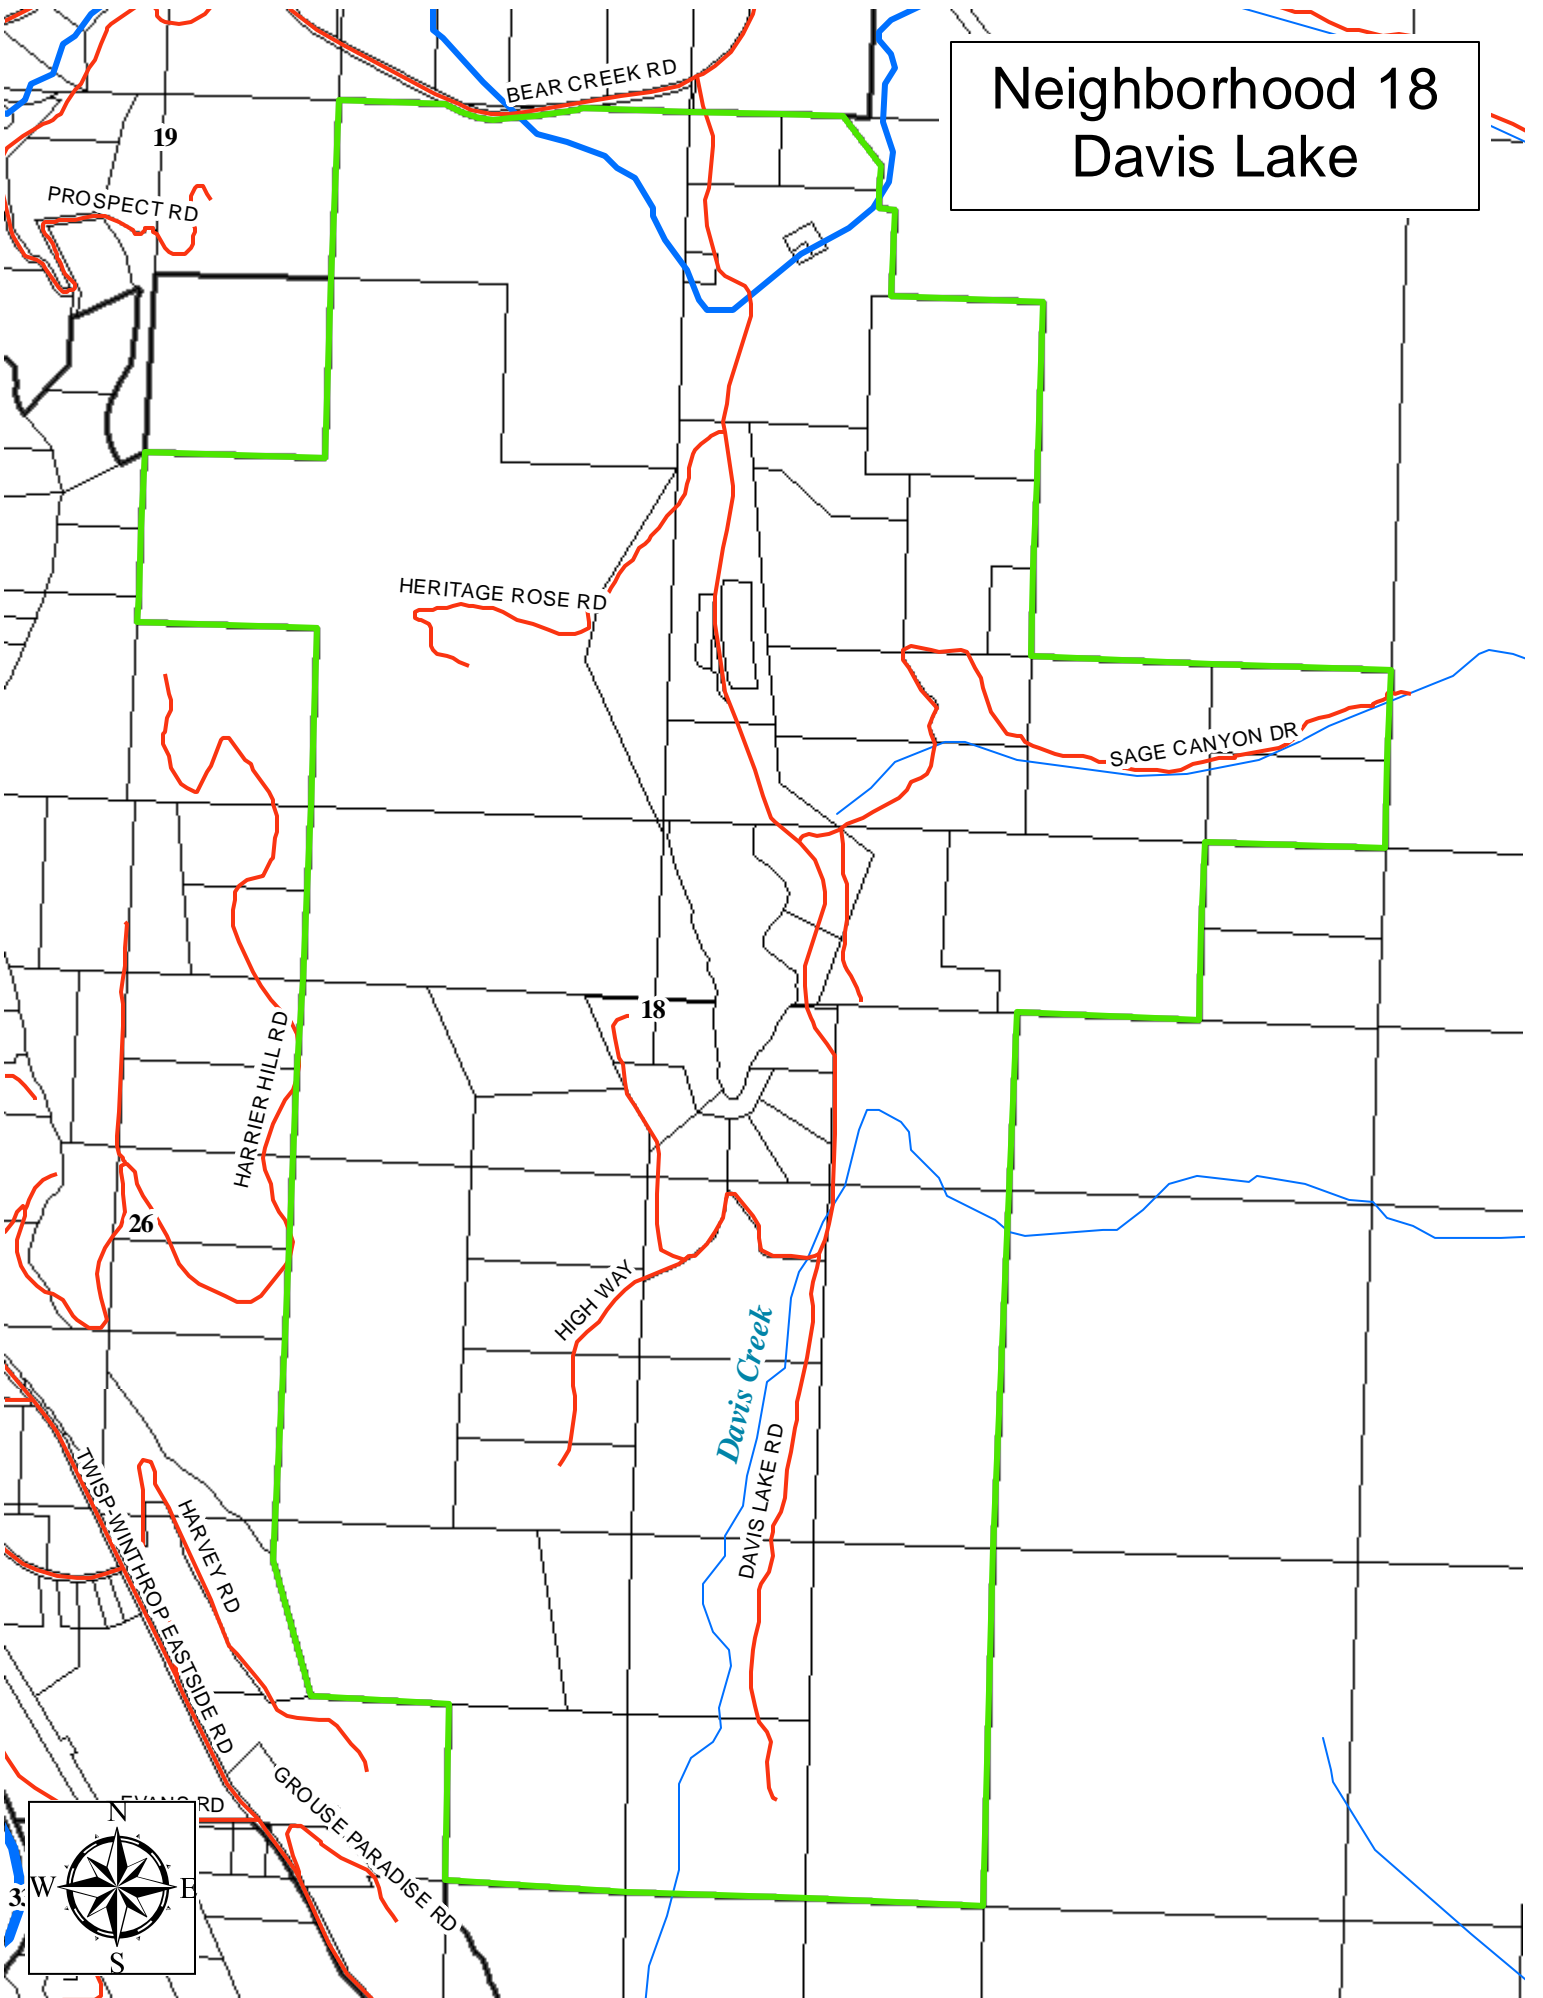 Neighborhood 18
Davis Lake
BEAR CREEK RD
19
PROSPECT RD
HERITAGE ROSE RD
SAGE CANYON DR
18
HARRIER HILL RD
26
HIGH WAY
Davis Creek
DAVIS LAKE RD
TWISP-WINTHROP EASTSIDE RD
HARVEY RD
GROUSE PARADISE RD
RD
N
W
E
S